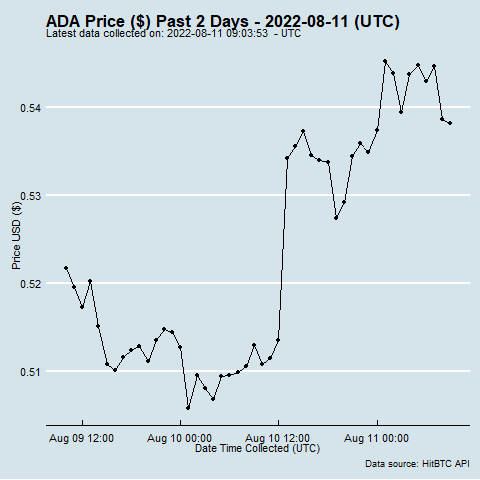 ADA Price ($) Past 2 Days - 2022-08-11 (UTC)
Latest data collected on: 2022-08-11 09:03:53  - UTC
0.54
0.53
0.52
0.51
Price USD ($)
Aug 09 12:00
Aug 10 00:00
Aug 10 12:00
Aug 11 00:00
Date Time Collected (UTC)
Data source: HitBTC API